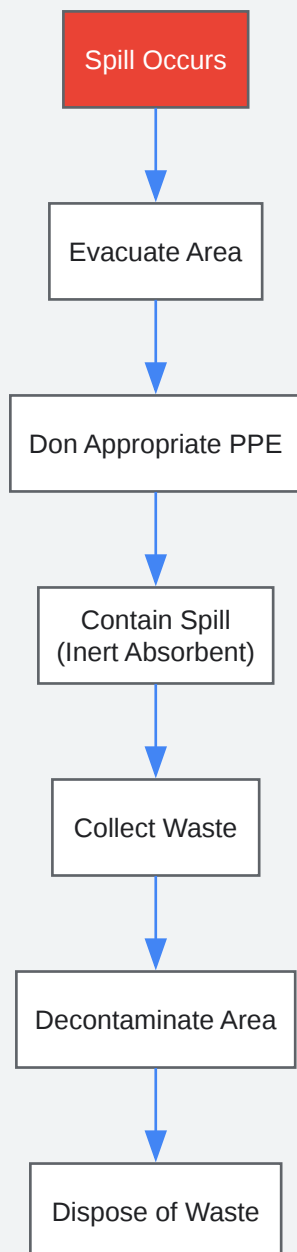 Spill Occurs
Evacuate Area
Don Appropriate PPE
Contain Spill
(Inert Absorbent)
Collect Waste
Decontaminate Area
Dispose of Waste